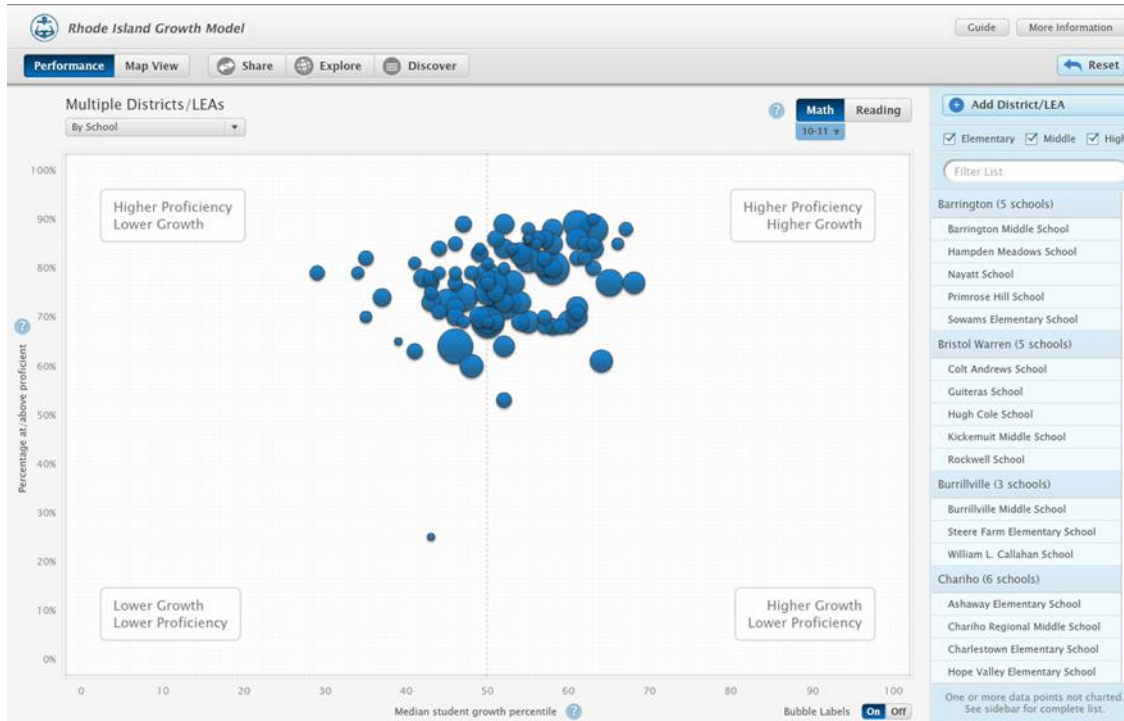 Rhode Island Growth Model
Guide
More Information
Performance
Map View
Share
Explore
Discover
Reset
Multiple Districts/LEAs
By School
?
Math
Reading
10-11
Add District/LEA
Elementary
Middle
High
Filter List
Barrington (5 schools)
Barrington Middle School
Hampden Meadows School
Nayatt School
Primrose Hill School
Sowams Elementary School
Bristol Warren (5 schools)
Colt Andrews School
Guiteras School
Hugh Cole School
Kickemuit Middle School
Rockwell School
Burrillville (3 schools)
Burrillville Middle School
Steere Farm Elementary School
William L. Callahan School
Chariho (6 schools)
Ashaway Elementary School
Chariho Regional Middle School
Charlestown Elementary School
Hope Valley Elementary School
One or more data points not charted.
See sidebar for complete list.
Higher Proficiency
Lower Growth
Higher Proficiency
Higher Growth
Lower Growth
Lower Proficiency
Higher Growth
Lower Proficiency
100%
90%
80%
70%
60%
50%
40%
30%
20%
10%
0%
?
Percentage at/above proficient
0 10 20 30 40 50 60 70 80 90 100
Median student growth percentile ?
Bubble Labels On Off